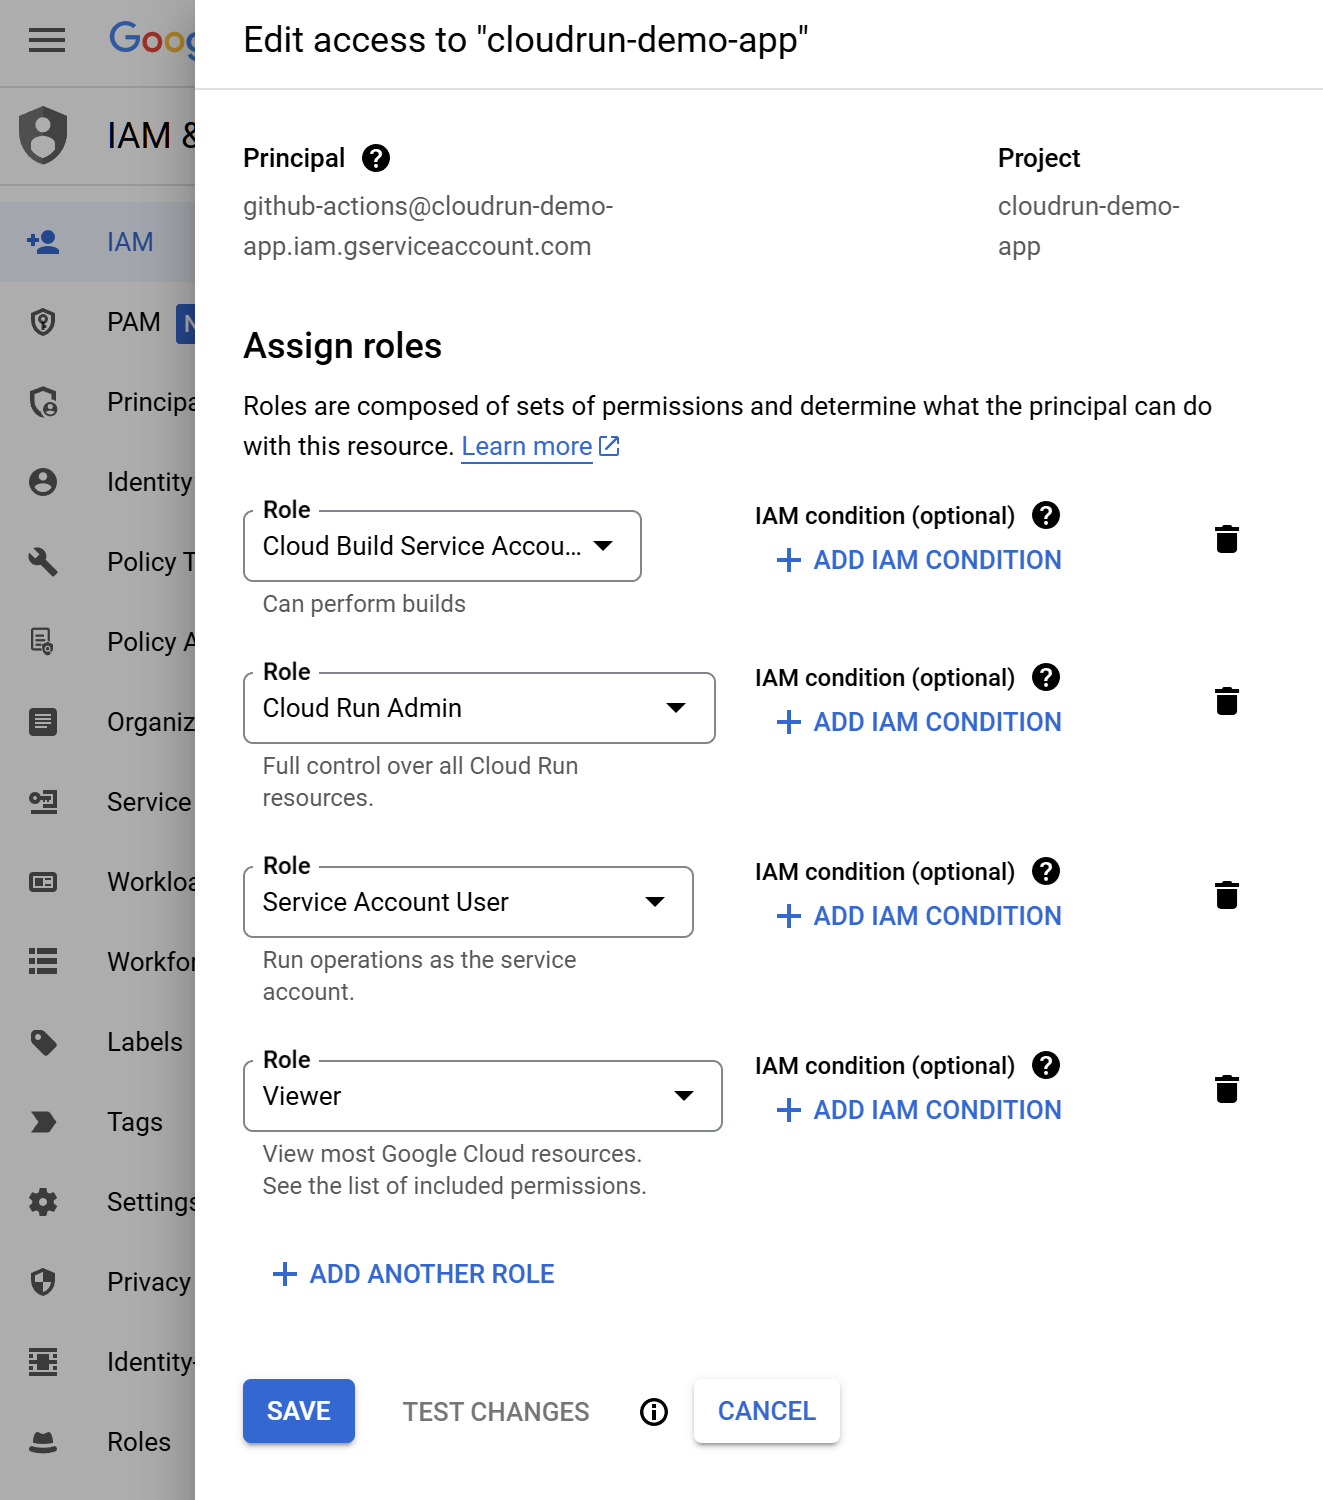 Goog
Edit access to "cloudrun-demo-app"
IAM &
Principal
Project
github-actions@cloudrun-demo-
app.iam.gserviceaccount.com
cloudrun-demo-
app
IAM
PAM N
Principa
Identity
Policy T
Policy A
Organiz
Service
Workloa
Workfor
Labels
Tags
Settings
Privacy
Identity-
Roles
Assign roles
Roles are composed of sets of permissions and determine what the principal can do
with this resource. Learn more
Role
Cloud Build Service Accou...
Can perform builds
IAM condition (optional)
+ ADD IAM CONDITION
Role
Cloud Run Admin
Full control over all Cloud Run
resources.
IAM condition (optional)
+ ADD IAM CONDITION
Role
Service Account User
Run operations as the service
account.
IAM condition (optional)
+ ADD IAM CONDITION
Role
Viewer
View most Google Cloud resources.
See the list of included permissions.
IAM condition (optional)
+ ADD IAM CONDITION
+ ADD ANOTHER ROLE
SAVE
TEST CHANGES
CANCEL